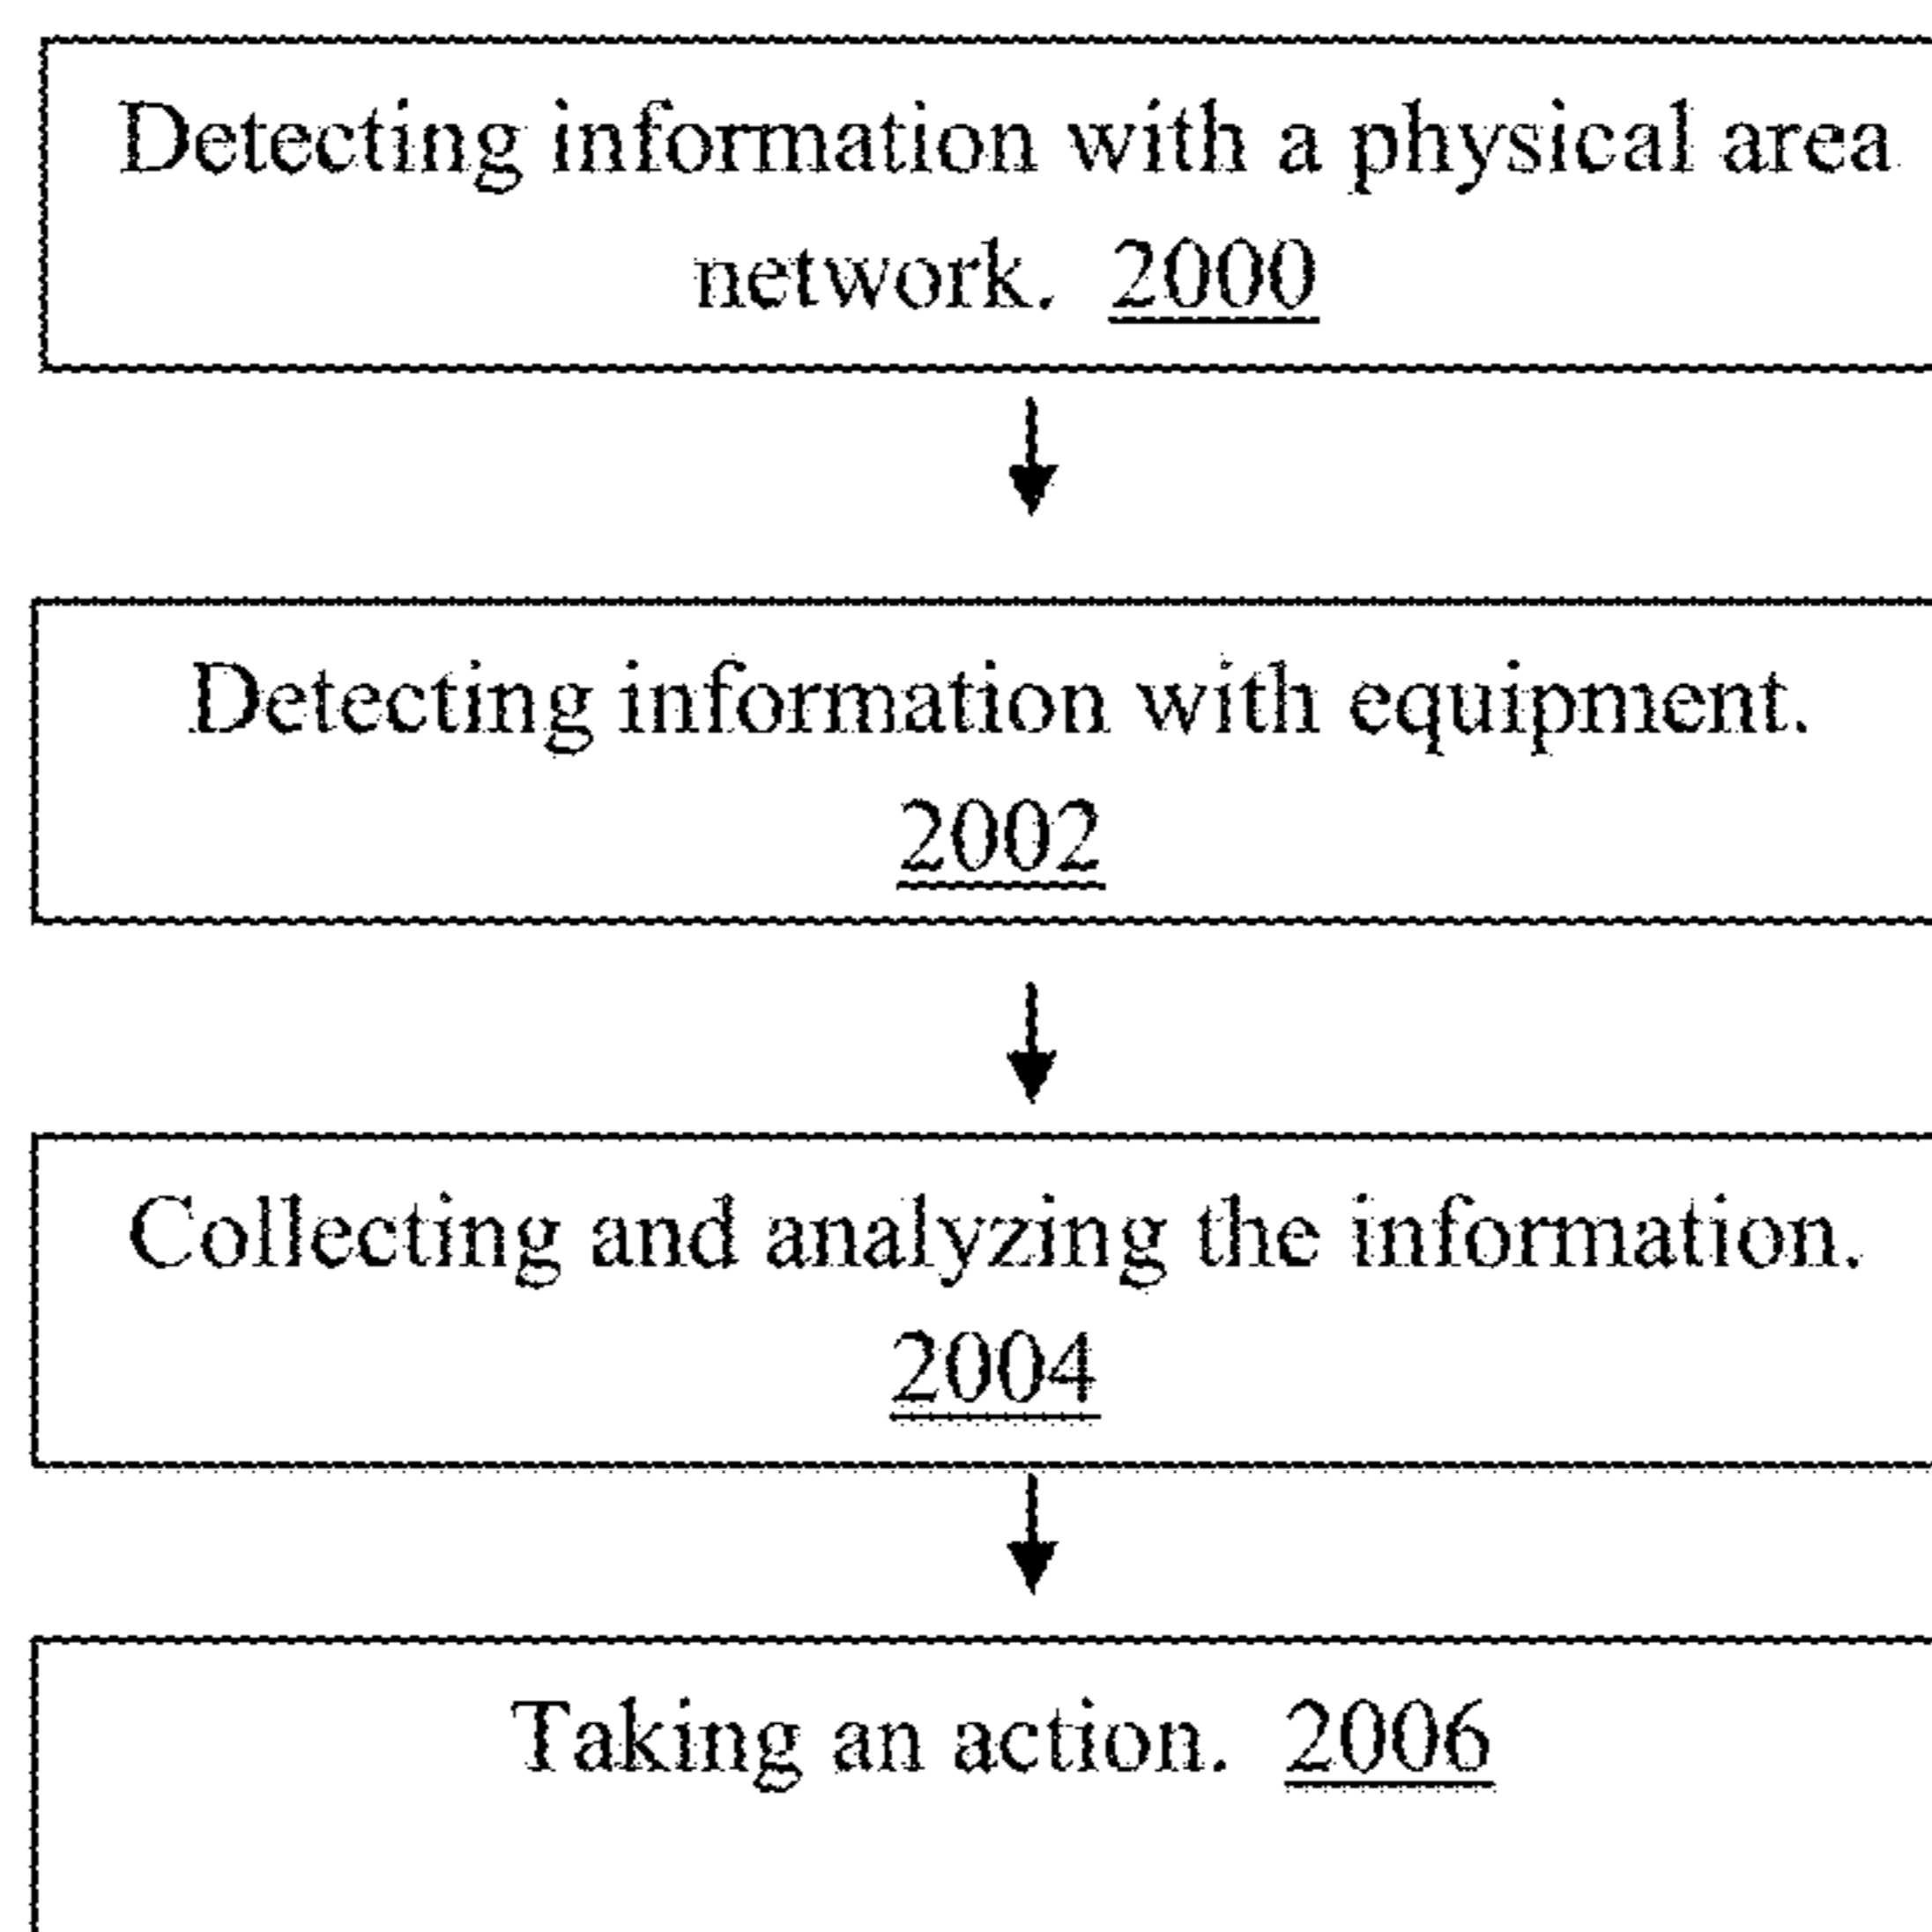 Detecting information with a physical area
network. 2000
Detecting information with equipment.
2002
Collecting and analyzing the information.
2004
Taking an action. 2006